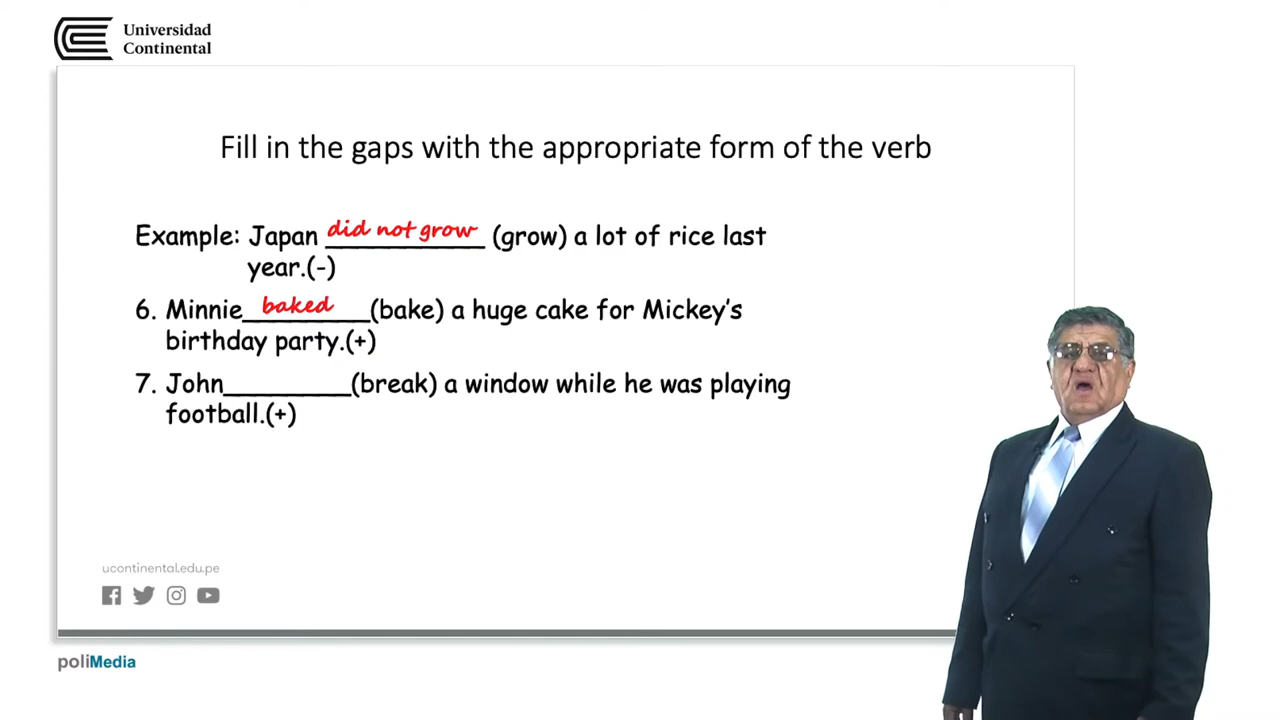 Universidad
Continental
Fill in the gaps with the appropriate form of the verb
Example: Japan did not grow (grow) a lot of rice last
year.(-)
6. Minnie baked (bake) a huge cake for Mickey's
birthday party.(+)
7. John_________(break) a window while he was playing
football.(+)
ucontinental.edu.pe
poliMedia